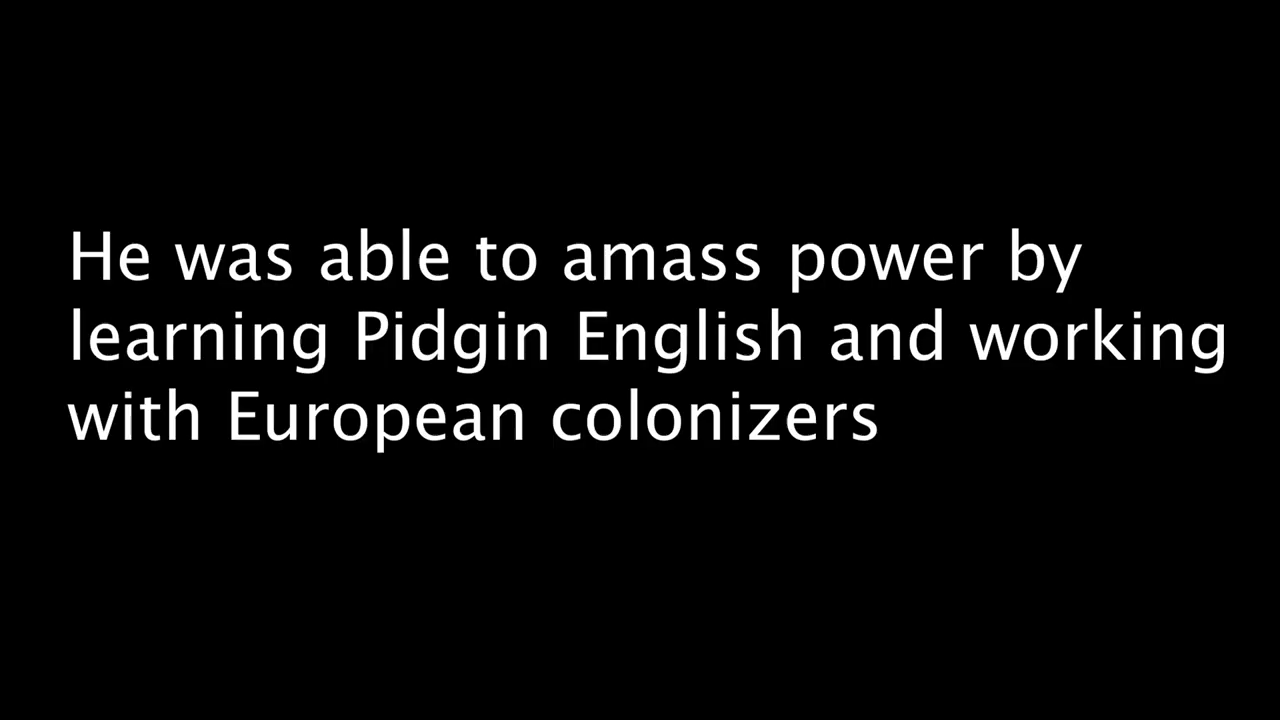 He was able to amass power by
learning Pidgin English and working
with European colonizers